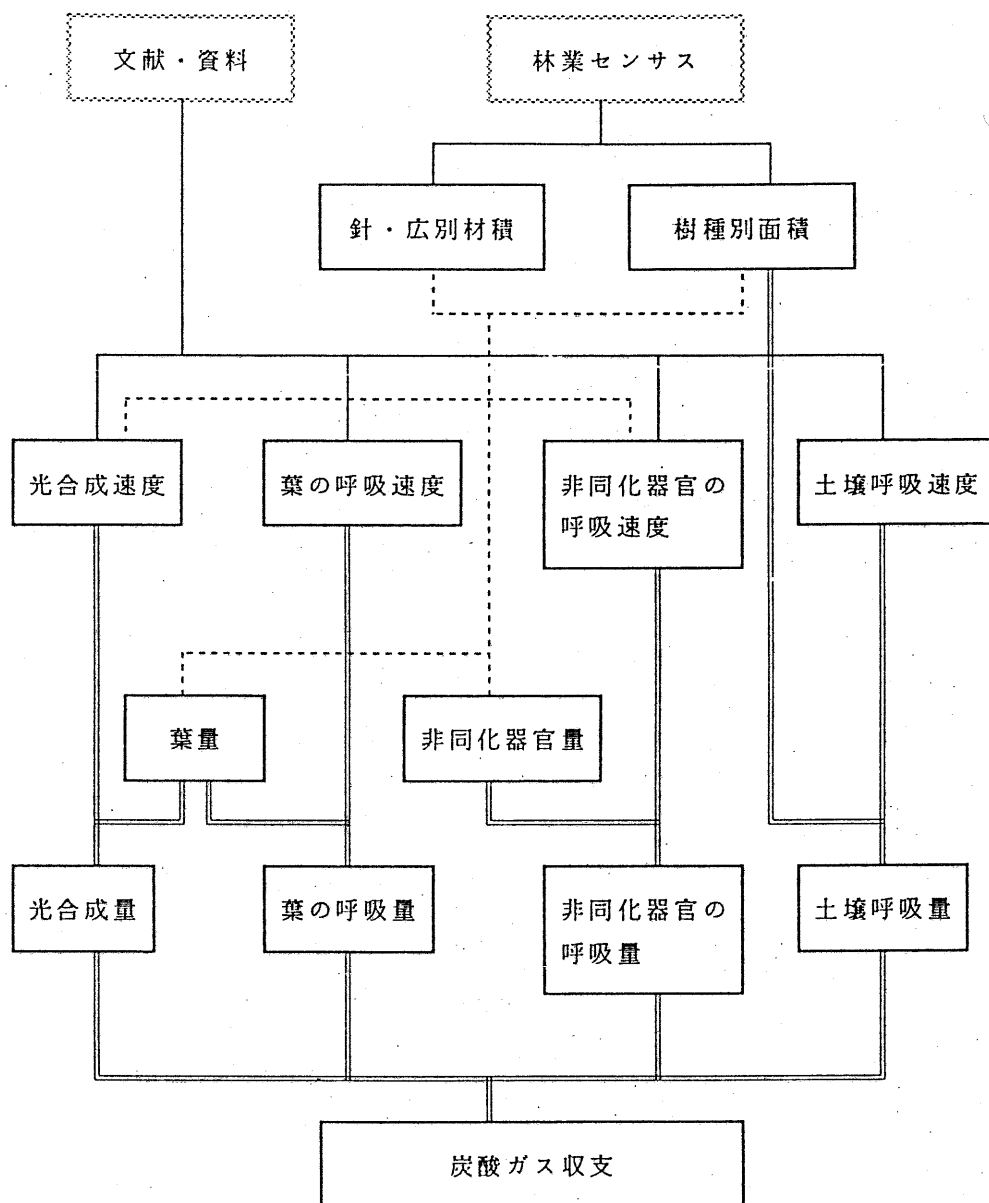 文献・資料
林業センサス
針・広別材積
樹種別面積
光合成速度
葉の呼吸速度
非同化器官の
呼吸速度
土壌呼吸速度
葉量
非同化器官量
光合成量
葉の呼吸量
非同化器官の
呼吸量
土壌呼吸量
炭酸ガス収支